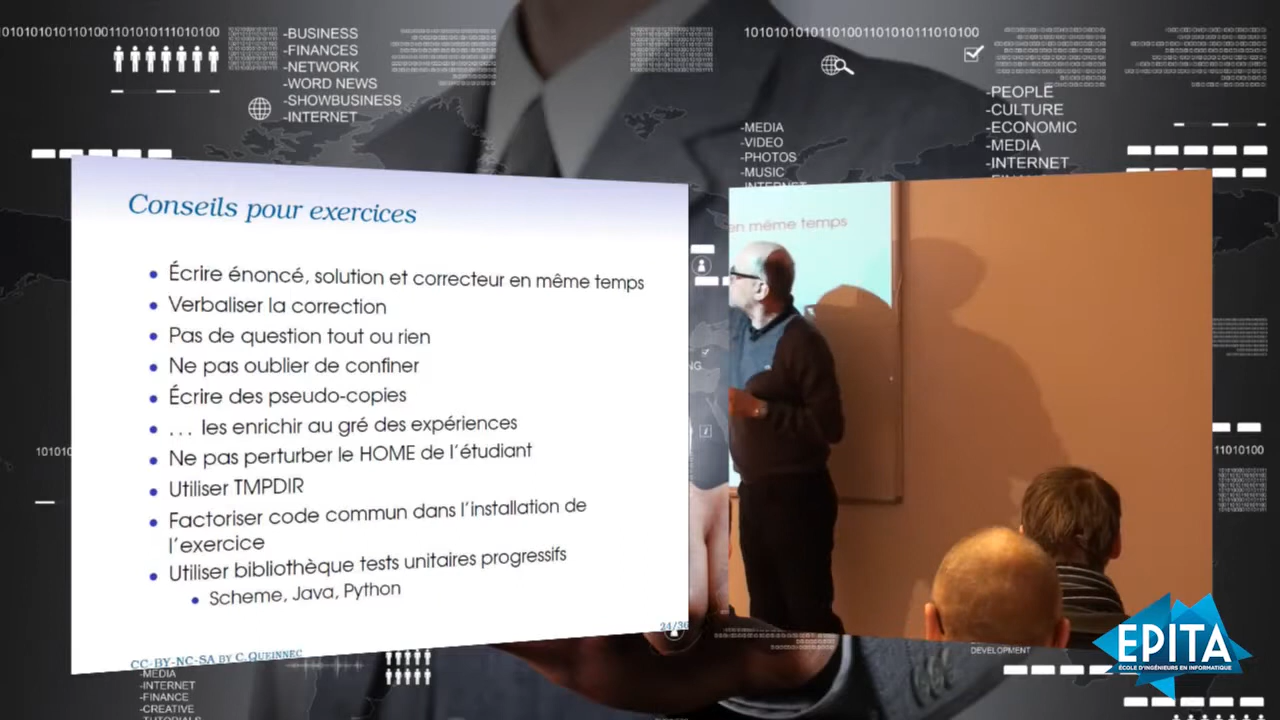 10101010101100100101010111010100
-BUSINESS
-FINANCES
-NETWORK
-WORD NEWS
-SHOWBUSINESS
-INTERNET
10101010101100100101010111010100
-PEOPLE
-CULTURE
-ECONOMIC
-MEDIA
-INTERNET
-MEDIA
-VIDEO
-PHOTOS
-MUSIC
-INTERNET
Conseils pour exercices
• Écrire énoncé, solution et correcteur en même temps
• Verbaliser la correction
• Pas de question tout ou rien
• Ne pas oublier de confiner
• Écrire des pseudo-copies
• ... les enrichir au gré des expériences
• Ne pas perturber le HOME de l'étudiant
• Utiliser TMPDIR
• Factoriser code commun dans l'installation de
l'exercice
• Utiliser bibliothèque tests unitaires progressifs
• Scheme, Java, Python
24/36
CC-BY-NC-SA BY C. QUEINNEC
en même temps
10101
11010100
-MEDIA
-INTERNET
-FINANCE
-CREATIVE
-TUTORIALS
DEVELOPMENT
EPITA
ÉCOLE D'INGÉNIEURS EN INFORMATIQUE